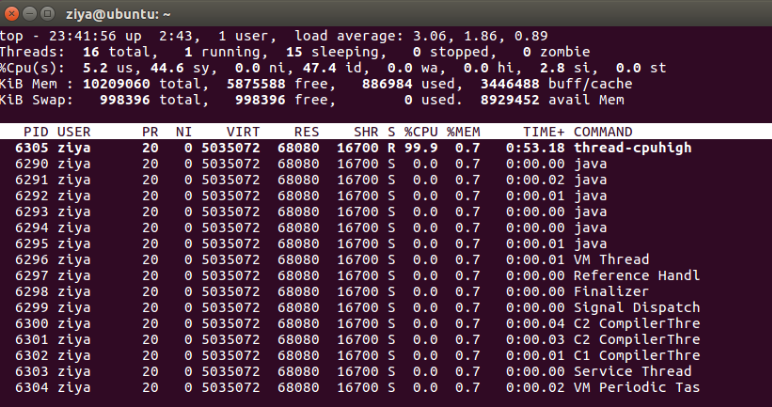 ziya@ubuntu: ~
top - 23:41:56 up  2:43,  1 user,  load average: 3.06, 1.86, 0.89
Threads:  16 total,   1 running,  15 sleeping,   0 stopped,   0 zombie
%Cpu(s):  5.2 us, 44.6 sy,  0.0 ni, 47.4 id,  0.0 wa,  0.0 hi,  2.8 si,  0.0 st
KiB Mem : 10209060 total,  5875588 free,   886984 used,  3446488 buff/cache
KiB Swap:   998396 total,   998396 free,        0 used.  8929452 avail Mem
PID USER      PR  NI    VIRT    RES    SHR S %CPU %MEM     TIME+ COMMAND
6305 ziya      20   0 5035072  68080  16700 R 99.9  0.7   0:53.18 thread-cpuhigh
6290 ziya      20   0 5035072  68080  16700 S  0.0  0.7   0:00.00 java
6291 ziya      20   0 5035072  68080  16700 S  0.0  0.7   0:00.02 java
6292 ziya      20   0 5035072  68080  16700 S  0.0  0.7   0:00.01 java
6293 ziya      20   0 5035072  68080  16700 S  0.0  0.7   0:00.00 java
6294 ziya      20   0 5035072  68080  16700 S  0.0  0.7   0:00.00 java
6295 ziya      20   0 5035072  68080  16700 S  0.0  0.7   0:00.01 java
6296 ziya      20   0 5035072  68080  16700 S  0.0  0.7   0:00.01 VM Thread
6297 ziya      20   0 5035072  68080  16700 S  0.0  0.7   0:00.00 Reference Handl
6298 ziya      20   0 5035072  68080  16700 S  0.0  0.7   0:00.00 Finalizer
6299 ziya      20   0 5035072  68080  16700 S  0.0  0.7   0:00.00 Signal Dispatch
6300 ziya      20   0 5035072  68080  16700 S  0.0  0.7   0:00.04 C2 CompilerThre
6301 ziya      20   0 5035072  68080  16700 S  0.0  0.7   0:00.03 C2 CompilerThre
6302 ziya      20   0 5035072  68080  16700 S  0.0  0.7   0:00.01 C1 CompilerThre
6303 ziya      20   0 5035072  68080  16700 S  0.0  0.7   0:00.00 Service Thread
6304 ziya      20   0 5035072  68080  16700 S  0.0  0.7   0:00.02 VM Periodic Tas